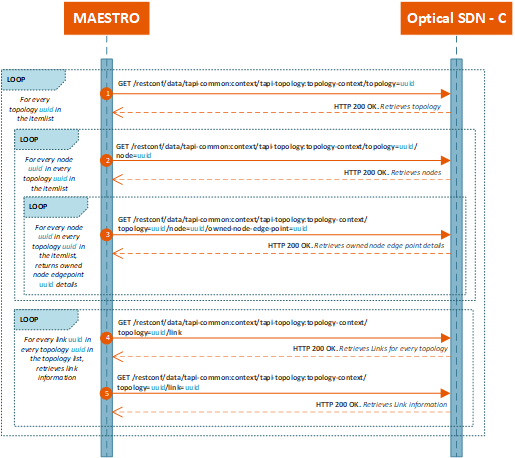 MAESTRO
Optical SDN - C
LOOP
For every
topology uuid in
the itemlist
1
GET /restconf/data/tapi-common:context/tapi-topology:topology-context/topology=uuid
HTTP 200 OK. Retrieves topology
LOOP
For every node
uuid in every
topology uuid in
the itemlist
2
GET /restconf/data/tapi-common:context/tapi-topology:topology-context/topology=uuid/
node=uuid
HTTP 200 OK. Retrieves nodes
LOOP
For every node
uuid in every
topology uuid in
the itemlist,
returns owned
node edgepoint
uuid details
3
GET /restconf/data/tapi-common:context/tapi-topology:topology-context/
topology=uuid/node=uuid/owned-node-edge-point=uuid
HTTP 200 OK. Retrieves owned node edge point details
LOOP
For every link uuid in
every topology uuid in
the topology list,
retrieves link
information
4
GET /restconf/data/tapi-common:context/tapi-topology:topology-context/
topology=uuid/link
HTTP 200 OK. Retrieves Links for every topology
5
GET /restconf/data/tapi-common:context/tapi-topology:topology-context/
topology=uuid/link=uuid
HTTP 200 OK. Retrieves Link information